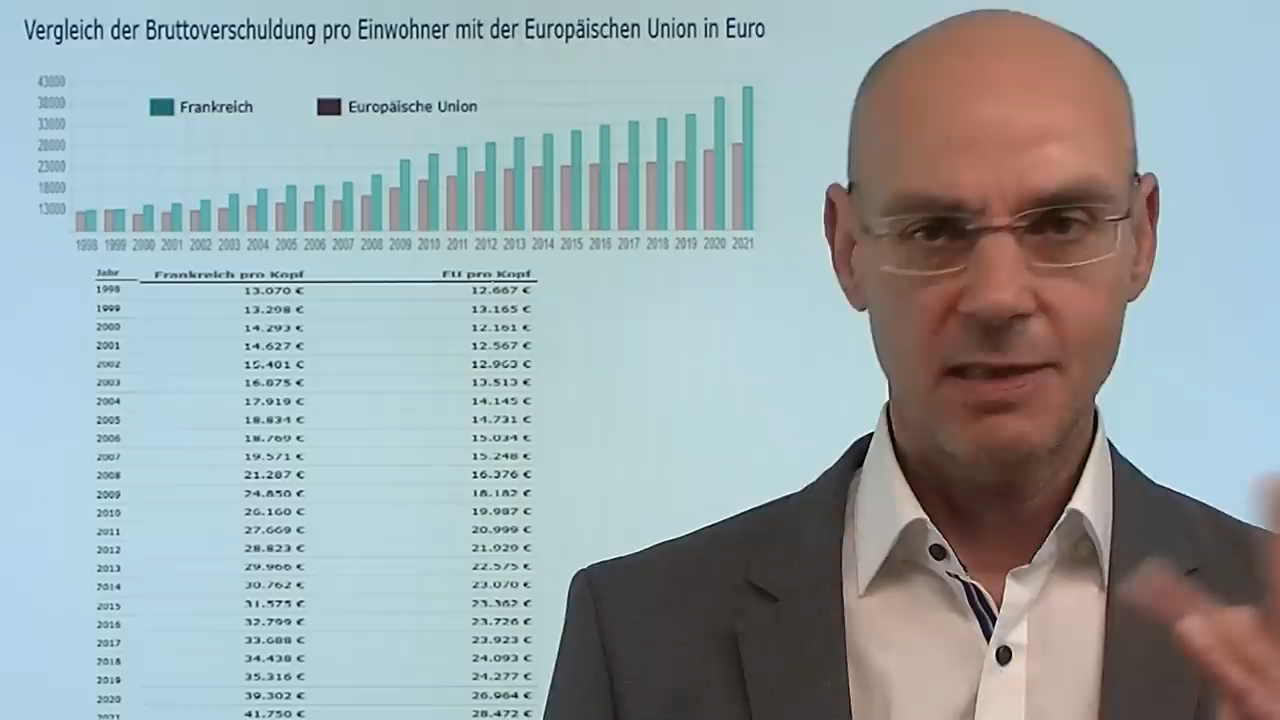 Vergleich der Bruttoverschuldung pro Einwohner mit der Europäischen Union in Euro
43000
38000
33000
28000
23000
18000
13000
Frankreich Europäische Union
1998 1999 2000 2001 2002 2003 2004 2005 2006 2007 2008 2009 2010 2011 2012 2013 2014 2015 2016 2017 2018 2019 2020 2021
Jahr Frankreich pro Kopf EU pro Kopf
1998 13.070 € 12.667 €
1999 13.298 € 13.165 €
2000 14.293 € 12.161 €
2001 14.627 € 12.567 €
2002 15.401 € 12.963 €
2003 16.875 € 13.513 €
2004 17.919 € 14.145 €
2005 18.834 € 14.731 €
2006 18.769 € 15.034 €
2007 19.571 € 15.248 €
2008 21.287 € 16.376 €
2009 24.850 € 18.182 €
2010 26.160 € 19.987 €
2011 27.669 € 20.999 €
2012 28.823 € 21.929 €
2013 29.966 € 22.575 €
2014 30.762 € 23.070 €
2015 31.575 € 23.362 €
2016 32.799 € 23.726 €
2017 33.688 € 23.923 €
2018 34.438 € 24.093 €
2019 35.316 € 24.277 €
2020 39.302 € 26.964 €
2021 41.750 € 28.472 €